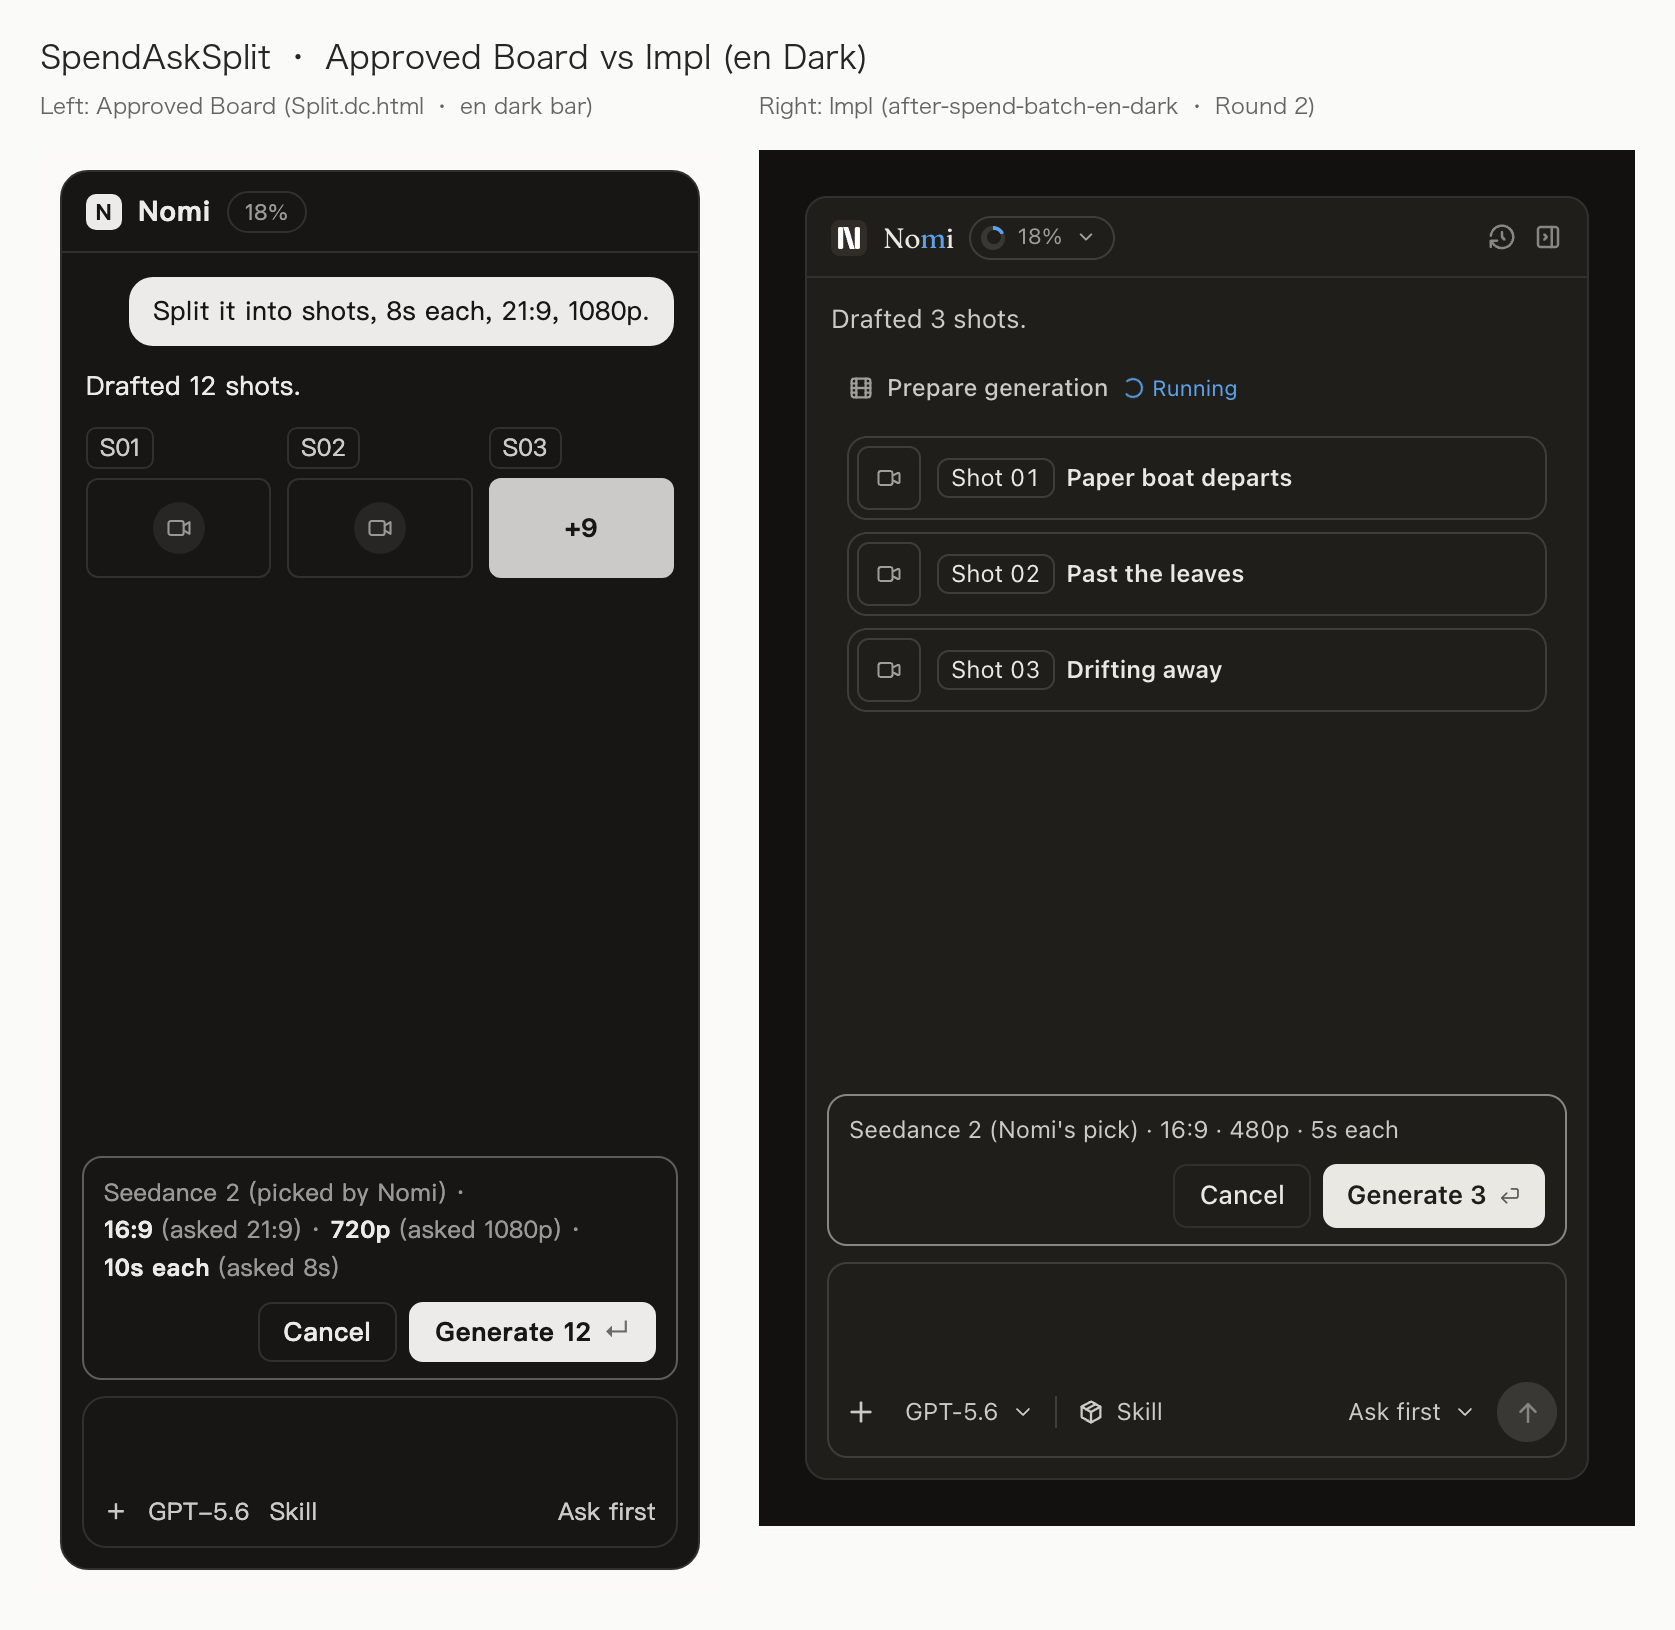 SpendAskSplit · Approved Board vs Impl (en Dark)
Left: Approved Board (Split.dc.html · en dark bar)
N Nomi 18%
Split it into shots, 8s each, 21:9, 1080p.
Drafted 12 shots.
S01 S02 S03
+9
Seedance 2 (picked by Nomi) ·
16:9 (asked 21:9) · 720p (asked 1080p) ·
10s each (asked 8s)
Cancel Generate 12 ↵
+ GPT-5.6 Skill Ask first
Right: Impl (after-spend-batch-en-dark · Round 2)
N Nomi 18%
Drafted 3 shots.
Prepare generation Running
Shot 01 Paper boat departs
Shot 02 Past the leaves
Shot 03 Drifting away
Seedance 2 (Nomi's pick) · 16:9 · 480p · 5s each
Cancel Generate 3
+ GPT-5.6 Skill Ask first